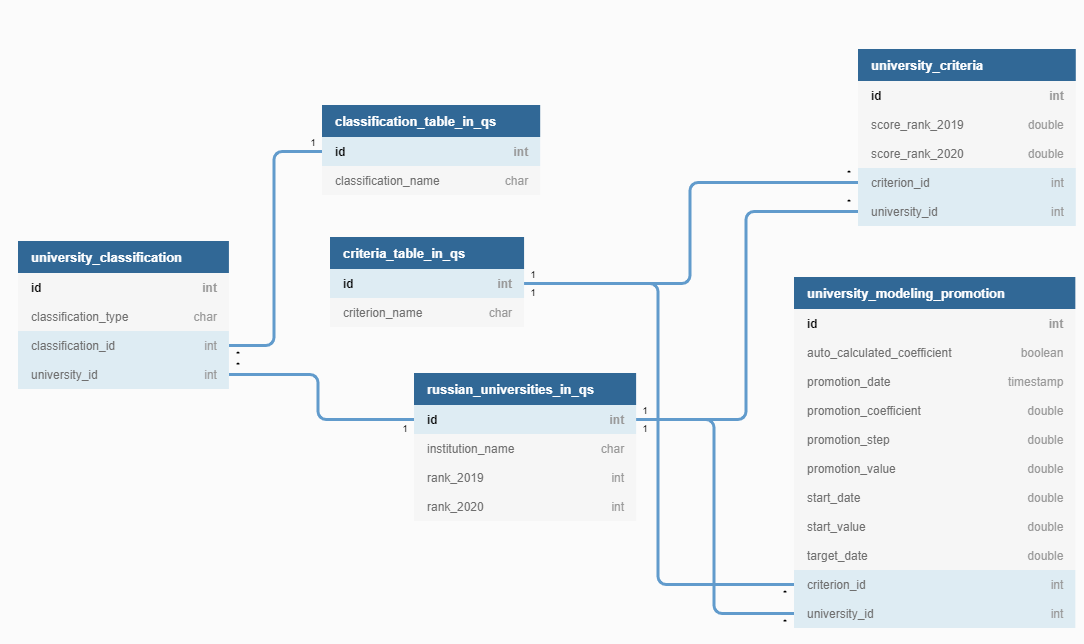 university_classification
id int
classification_type char
classification_id int
university_id int
classification_table_in_qs
1
id int
classification_name char
criteria_table_in_qs
id int
1
1
criterion_name char
russian_universities_in_qs
id int
1
1
1
institution_name char
rank_2019 int
rank_2020 int
university_criteria
id int
score_rank_2019 double
score_rank_2020 double
*
criterion_id int
*
university_id int
*
*
university_modeling_promotion
id int
auto_calculated_coefficient boolean
promotion_date timestamp
promotion_coefficient double
promotion_step double
promotion_value double
start_date double
start_value double
target_date double
criterion_id int
*
university_id int
*